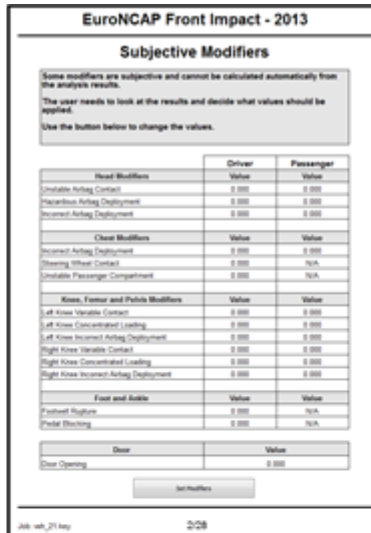 EuroNCAP Front Impact - 2013
Subjective Modifiers
Some modifiers are subjective and cannot be calculated automatically from
the analysis results.
The user needs to look at the results and decide what values should be
applied.
Use the button below to change the values.
Driver Passenger
Head Modifiers Value Value
Unstable Airbag Contact 0.000 0.000
Hazardous Airbag Deployment 0.000 0.000
Incorrect Airbag Deployment 0.000 0.000
Chest Modifiers Value Value
Incorrect Airbag Deployment 0.000 0.000
Steering Wheel Contact 0.000 N/A
Unstable Passenger Compartment 0.000 N/A
Knee, Femur and Pelvis Modifiers Value Value
Left Knee Variable Contact 0.000 0.000
Left Knee Concentrated Loading 0.000 0.000
Left Knee Incorrect Airbag Deployment 0.000 0.000
Right Knee Variable Contact 0.000 0.000
Right Knee Concentrated Loading 0.000 0.000
Right Knee Incorrect Airbag Deployment 0.000 0.000
Foot and Ankle Value Value
Footwell Rupture 0.000 N/A
Pedal Blocking 0.000 N/A
Door Value
Door Opening 0.000
Set Modifiers
Job: 2/28